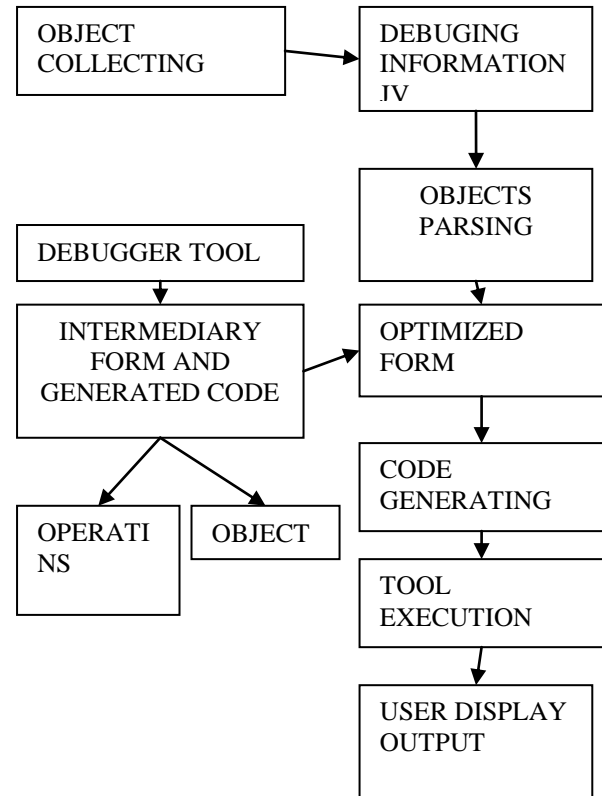 OBJECT
COLLECTING
DEBUGING
INFORMATION
JV
OBJECTS
PARSING
DEBUGGER TOOL
INTERMEDIARY
FORM AND
GENERATED CODE
OPTIMIZED
FORM
CODE
GENERATING
OPERATI
NS
OBJECT
TOOL
EXECUTION
USER DISPLAY
OUTPUT